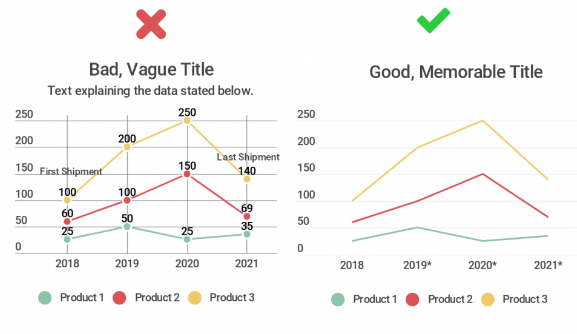 Bad, Vague Title
Text explaining the data stated below.
250
200
150
100
50
0
250
200
Last Shipment
150
140
First Shipment
100
100
60
69
50
25
25
35
2018
2019
2020
2021
Product 1
Product 2
Product 3
Good, Memorable Title
250
200
150
100
50
0
2018
2019*
2020*
2021*
Product 1
Product 2
Product 3